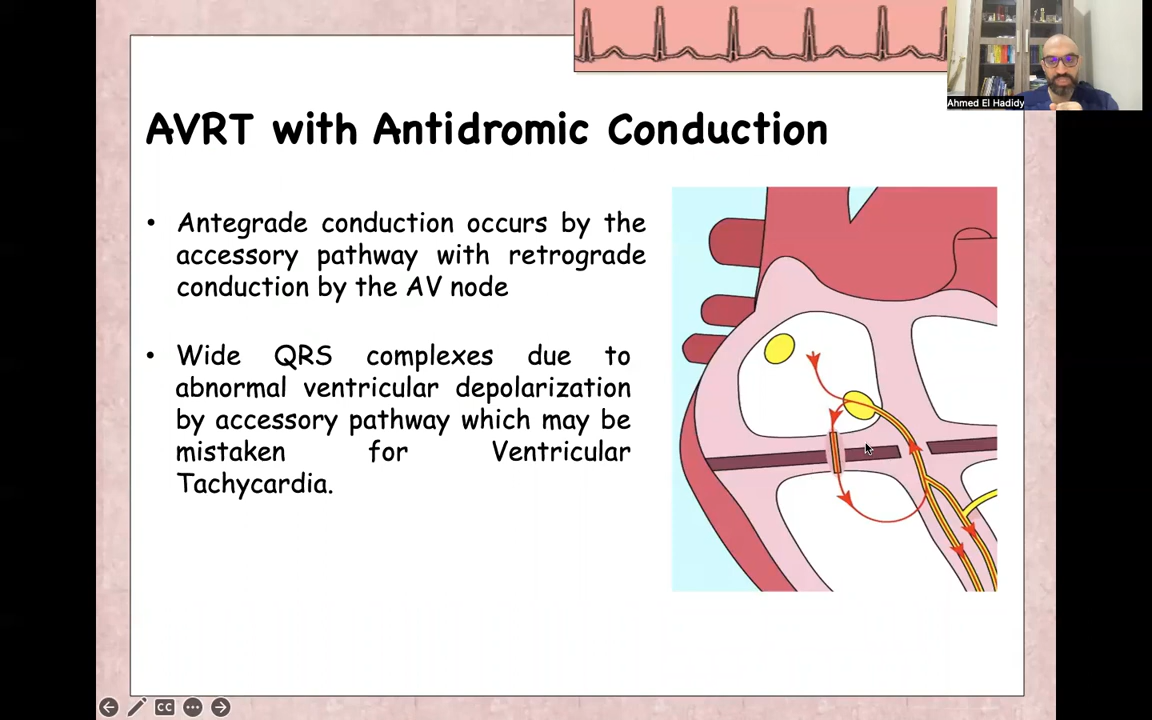 Ahmed El Hadidy
AVRT with Antidromic Conduction
• Antegrade conduction occurs by the
accessory pathway with retrograde
conduction by the AV node
• Wide QRS complexes due to
abnormal ventricular depolarization
by accessory pathway which may be
mistaken for Ventricular
Tachycardia.
CC